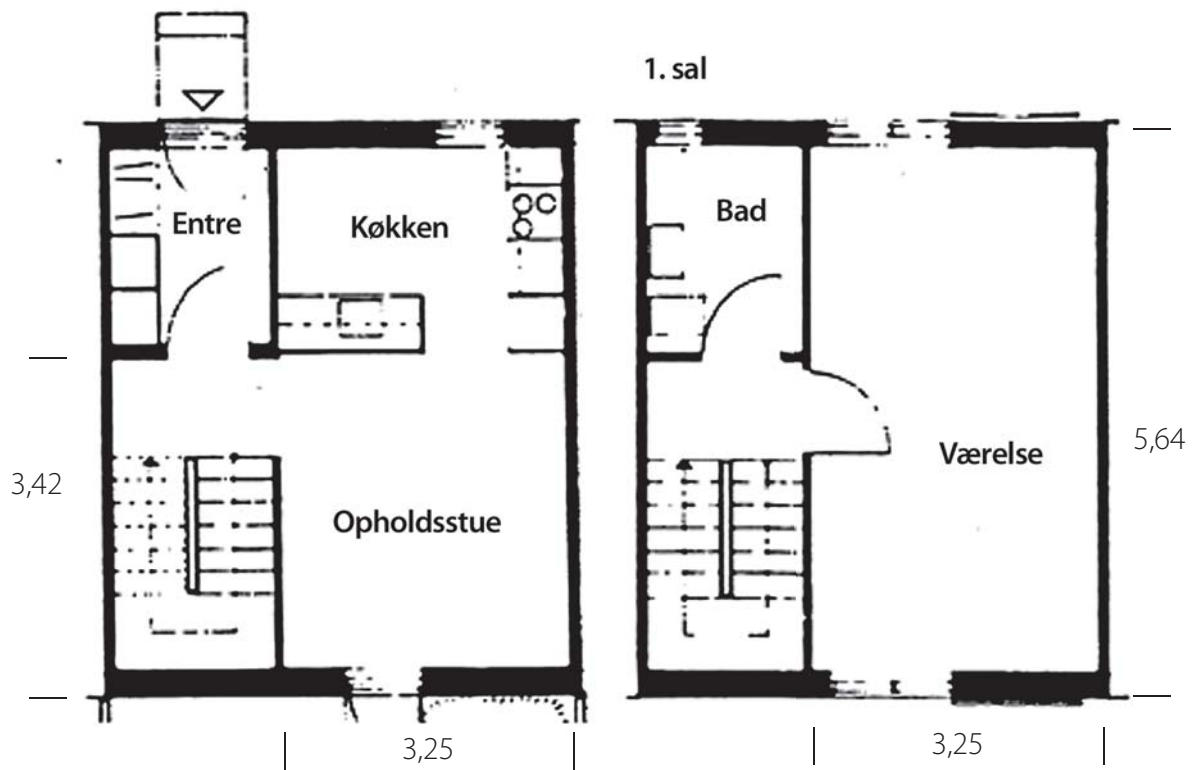 1. sal
Entre
Køkken
Bad
3,42
Opholdsstue
Værelse
5,64
3,25
3,25